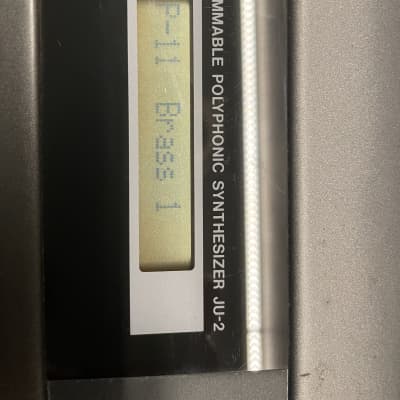 MMABLE POLYPHONIC SYNTHESIZER JU-2
P-11 Brass 1